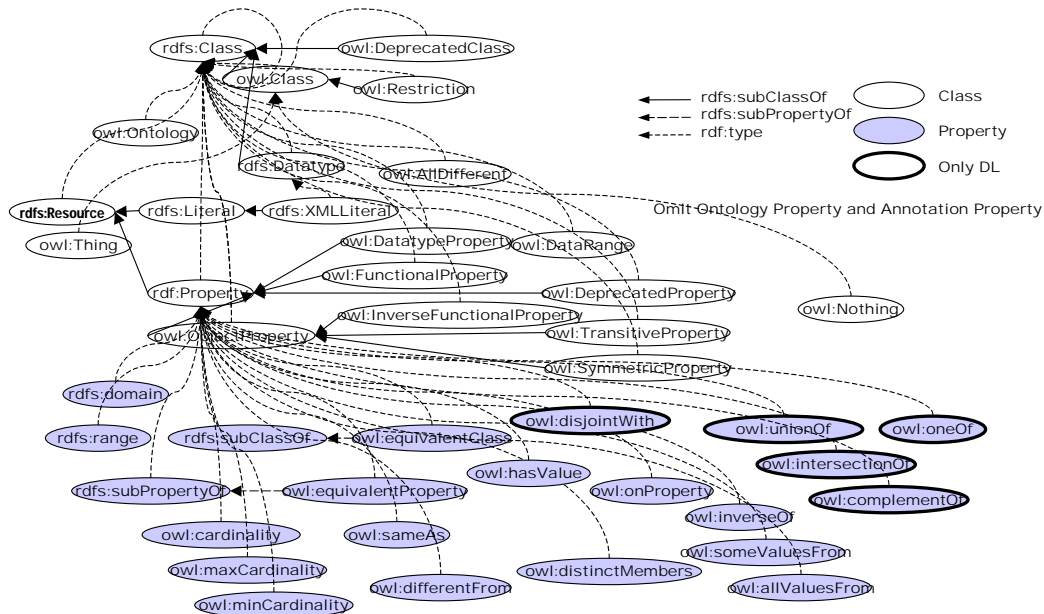 rdfs:Class
owl:DeprecatedClass
owl:Class
owl:Restriction
rdfs:subClassOf
Class
rdfs:subPropertyOf
rdf:type
Property
owl:Ontology
rdfs:Datatype
owl:AllDifferent
Only DL
rdfs:Resource
rdfs:Literal
rdfs:XMLLiteral
Omit Ontology Property and Annotation Property
owl:Thing
owl:DatatypeProperty
owl:DataRange
owl:FunctionalProperty
rdf:Property
owl:DeprecatedProperty
owl:Nothing
owl:InverseFunctionalProperty
owl:ObjectProperty
owl:TransitiveProperty
owl:SymmetricProperty
rdfs:domain
owl:disjointWith
owl:unionOf
owl:oneOf
rdfs:range
rdfs:subClassOf
owl:equivalentClass
owl:hasValue
owl:intersectionOf
rdfs:subPropertyOf
owl:equivalentProperty
owl:onProperty
owl:complementOf
owl:inverseOf
owl:cardinality
owl:sameAs
owl:someValuesFrom
owl:maxCardinality
owl:differentFrom
owl:distinctMembers
owl:allValuesFrom
owl:minCardinality